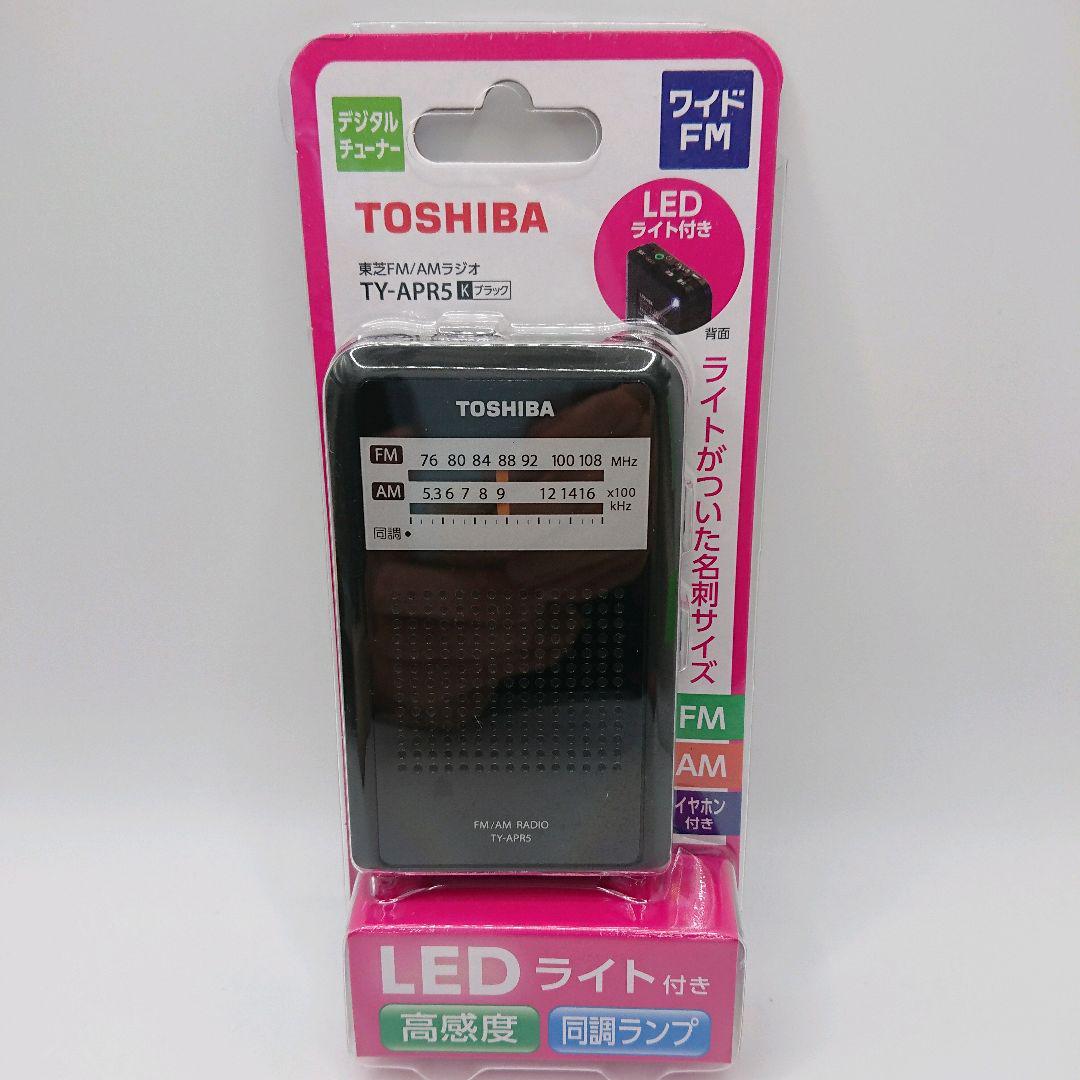 デジタル
チューナー
ワイド
FM
TOSHIBA
東芝FM/AMラジオ
TY-APR5 K ブラック
LED
ライト付き
背面
ライトがついた名刺サイズ
TOSHIBA
FM 76 80 84 88 92 100 108 MHz
AM 5.3 6 7 8 9 12 14 16 x100
kHz
同調
FM
AM
イヤホン
付き
FM/AM RADIO
TY-APR5
LED ライト付き
高感度 同調ランプ